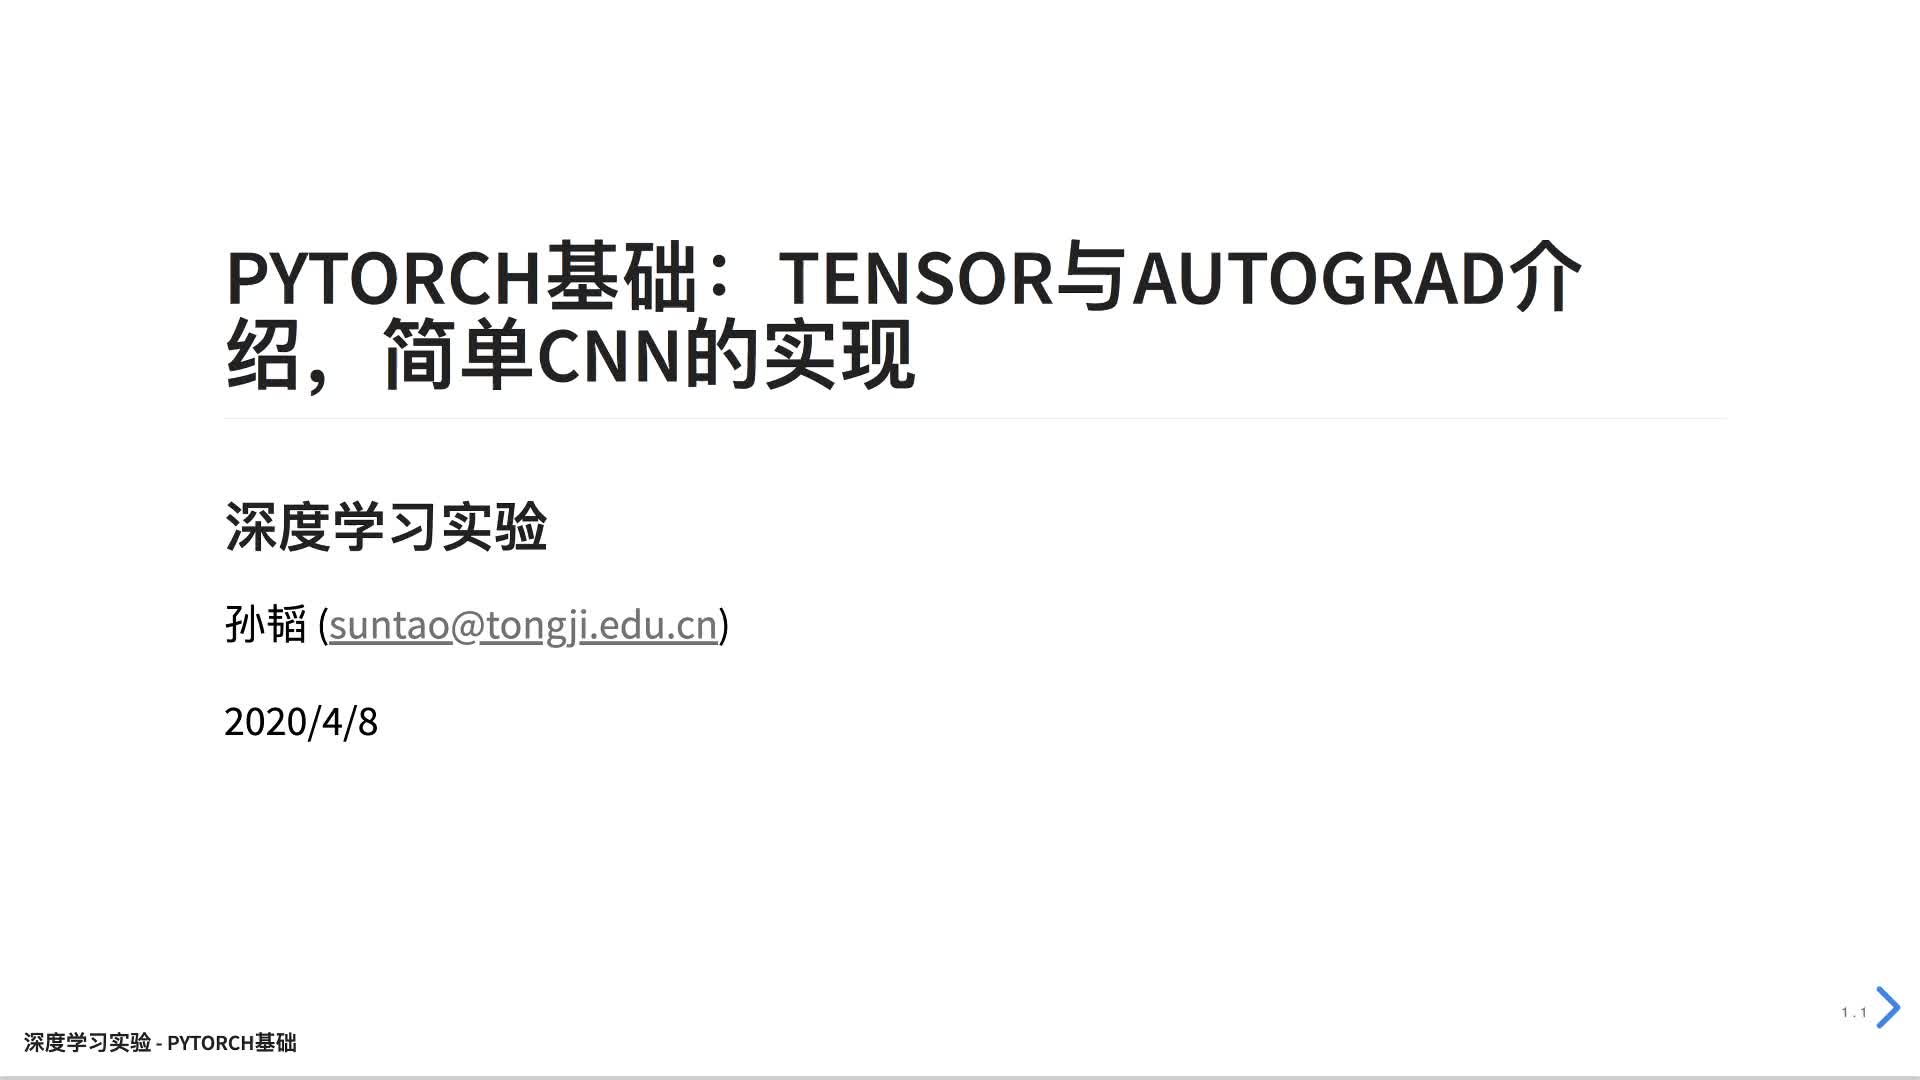 PYTORCH基础：TENSOR与AUTOGRAD介
绍，简单CNN的实现
深度学习实验
孙韬 (suntao@tongji.edu.cn)
2020/4/8
1.1
深度学习实验 - PYTORCH基础